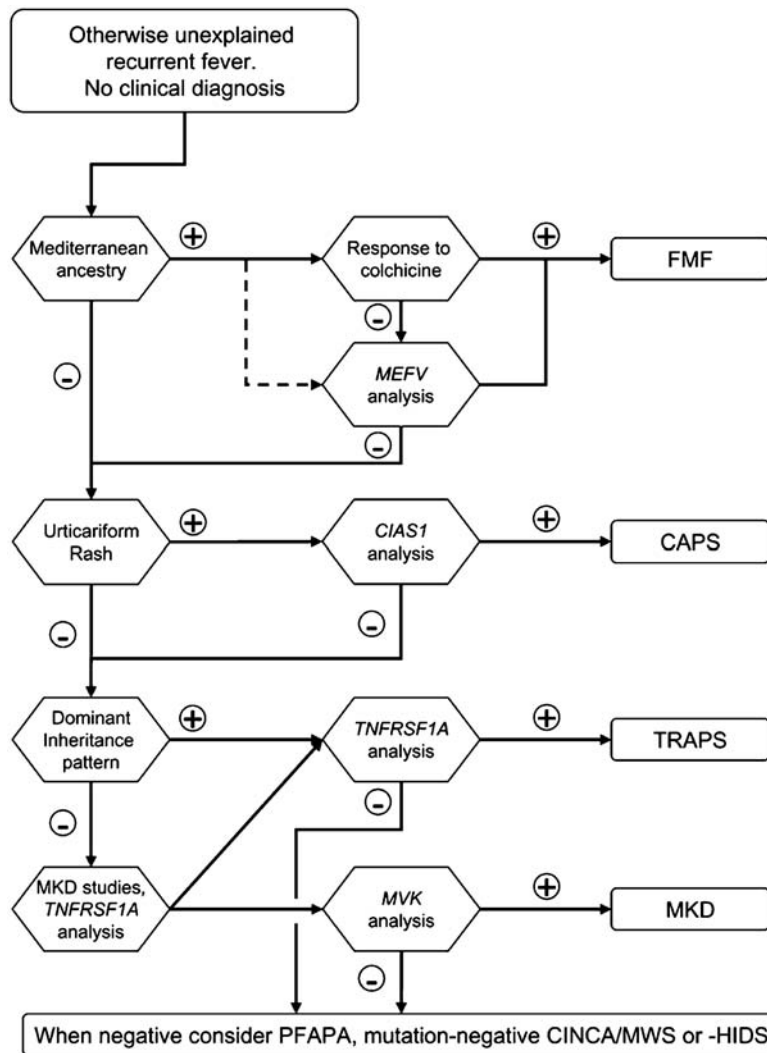 Otherwise unexplained
recurrent fever.
No clinical diagnosis
Mediterranean
ancestry
+
Response to
colchicine
+
FMF
-
-
MEFV
analysis
-
Urticariform
Rash
+
CIAS1
analysis
+
CAPS
-
-
Dominant
Inheritance
pattern
+
TNFRSF1A
analysis
+
TRAPS
-
-
MKD studies,
TNFRSF1A
analysis
MVK
analysis
+
MKD
-
When negative consider PFAPA, mutation-negative CINCA/MWS or -HIDS